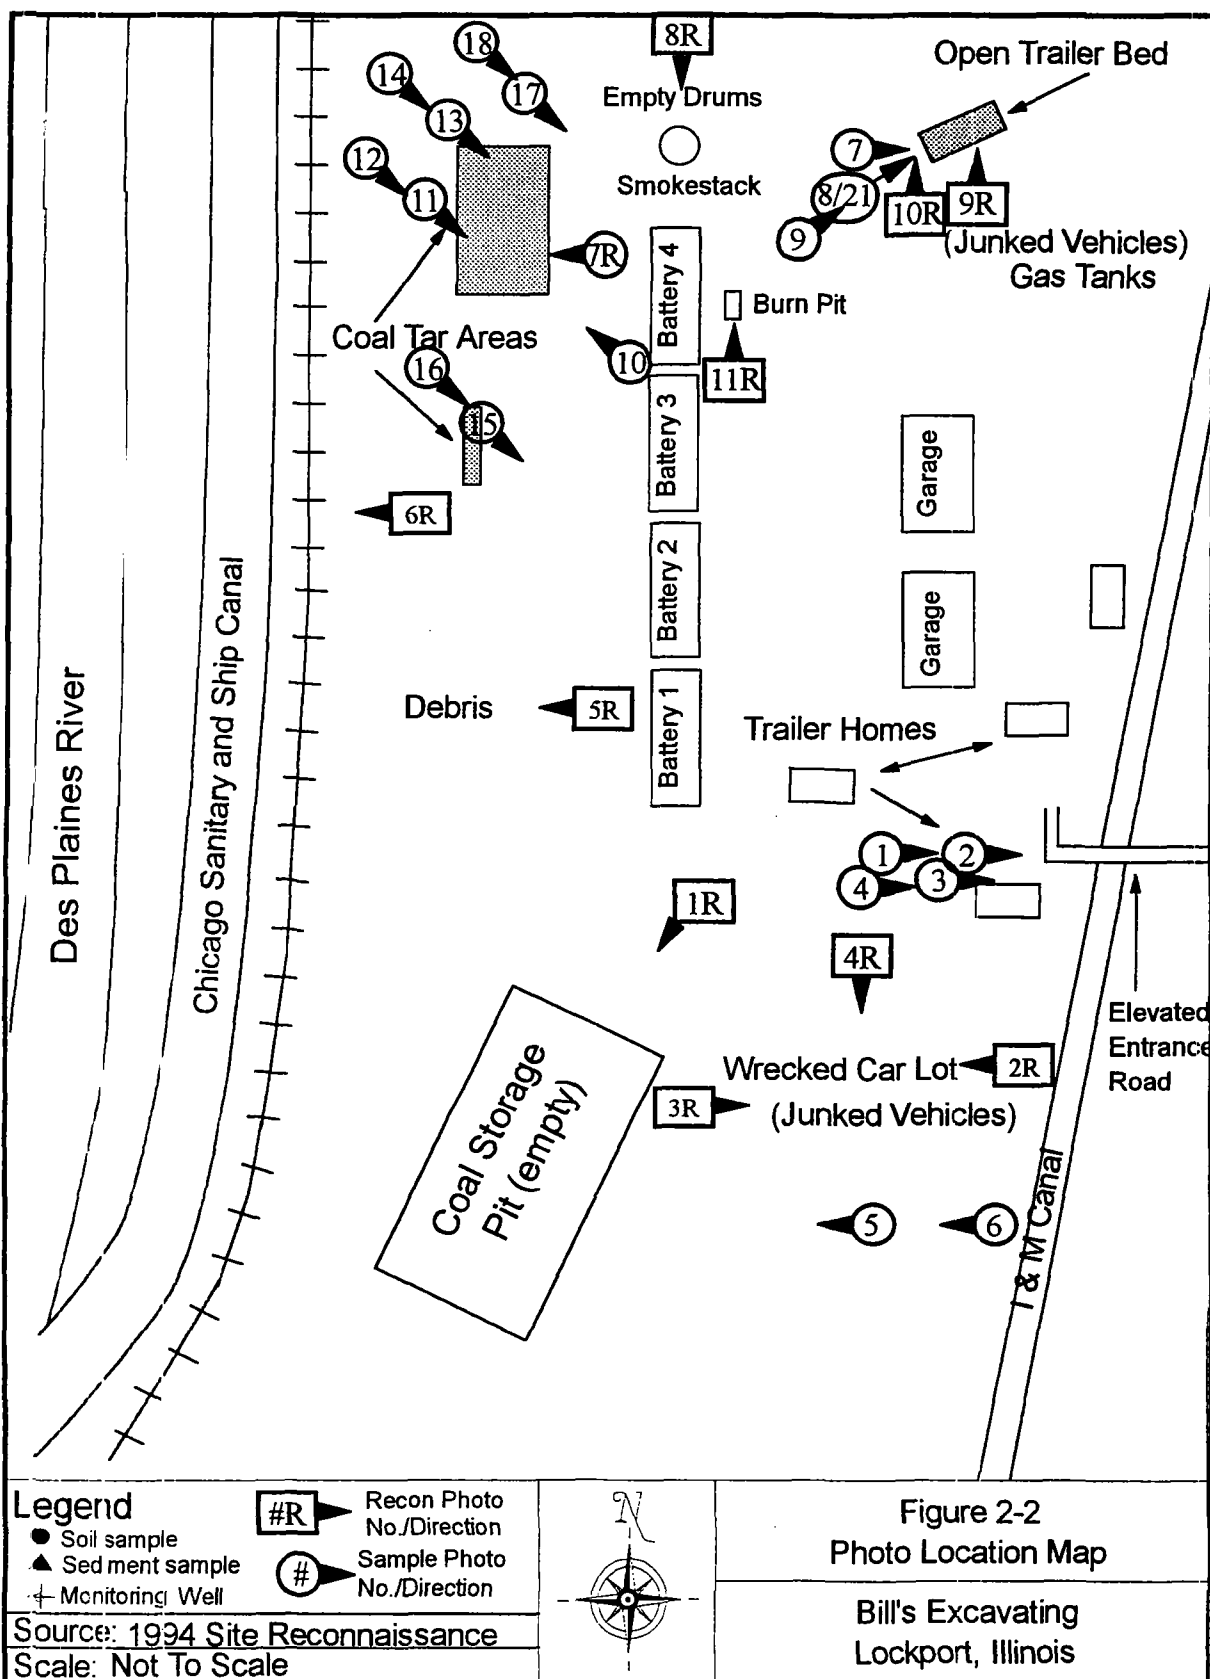 8R
18
Open Trailer Bed
14
17
Empty Drums
13
7
12
Smokestack
8/21
11
10R
9R
9
(Junked Vehicles)
7R
Gas Tanks
Battery 4
Burn Pit
Coal Tar Areas
10
16
11R
15
Battery 3
Garage
6R
Battery 2
Garage
Des Plaines River
Chicago Sanitary and Ship Canal
Debris
5R
Battery 1
Trailer Homes
1
2
4
3
1R
4R
Elevated
Entrance
Road
Wrecked Car Lot
2R
3R
(Junked Vehicles)
Coal Storage
Pit (empty)
5
6
I & M Canal
Legend
Soil sample
Sediment sample
Monitoring Well
#R
Recon Photo
No./Direction
#
Sample Photo
No./Direction
Source: 1994 Site Reconnaissance
Scale: Not To Scale
N
Figure 2-2
Photo Location Map
Bill's Excavating
Lockport, Illinois